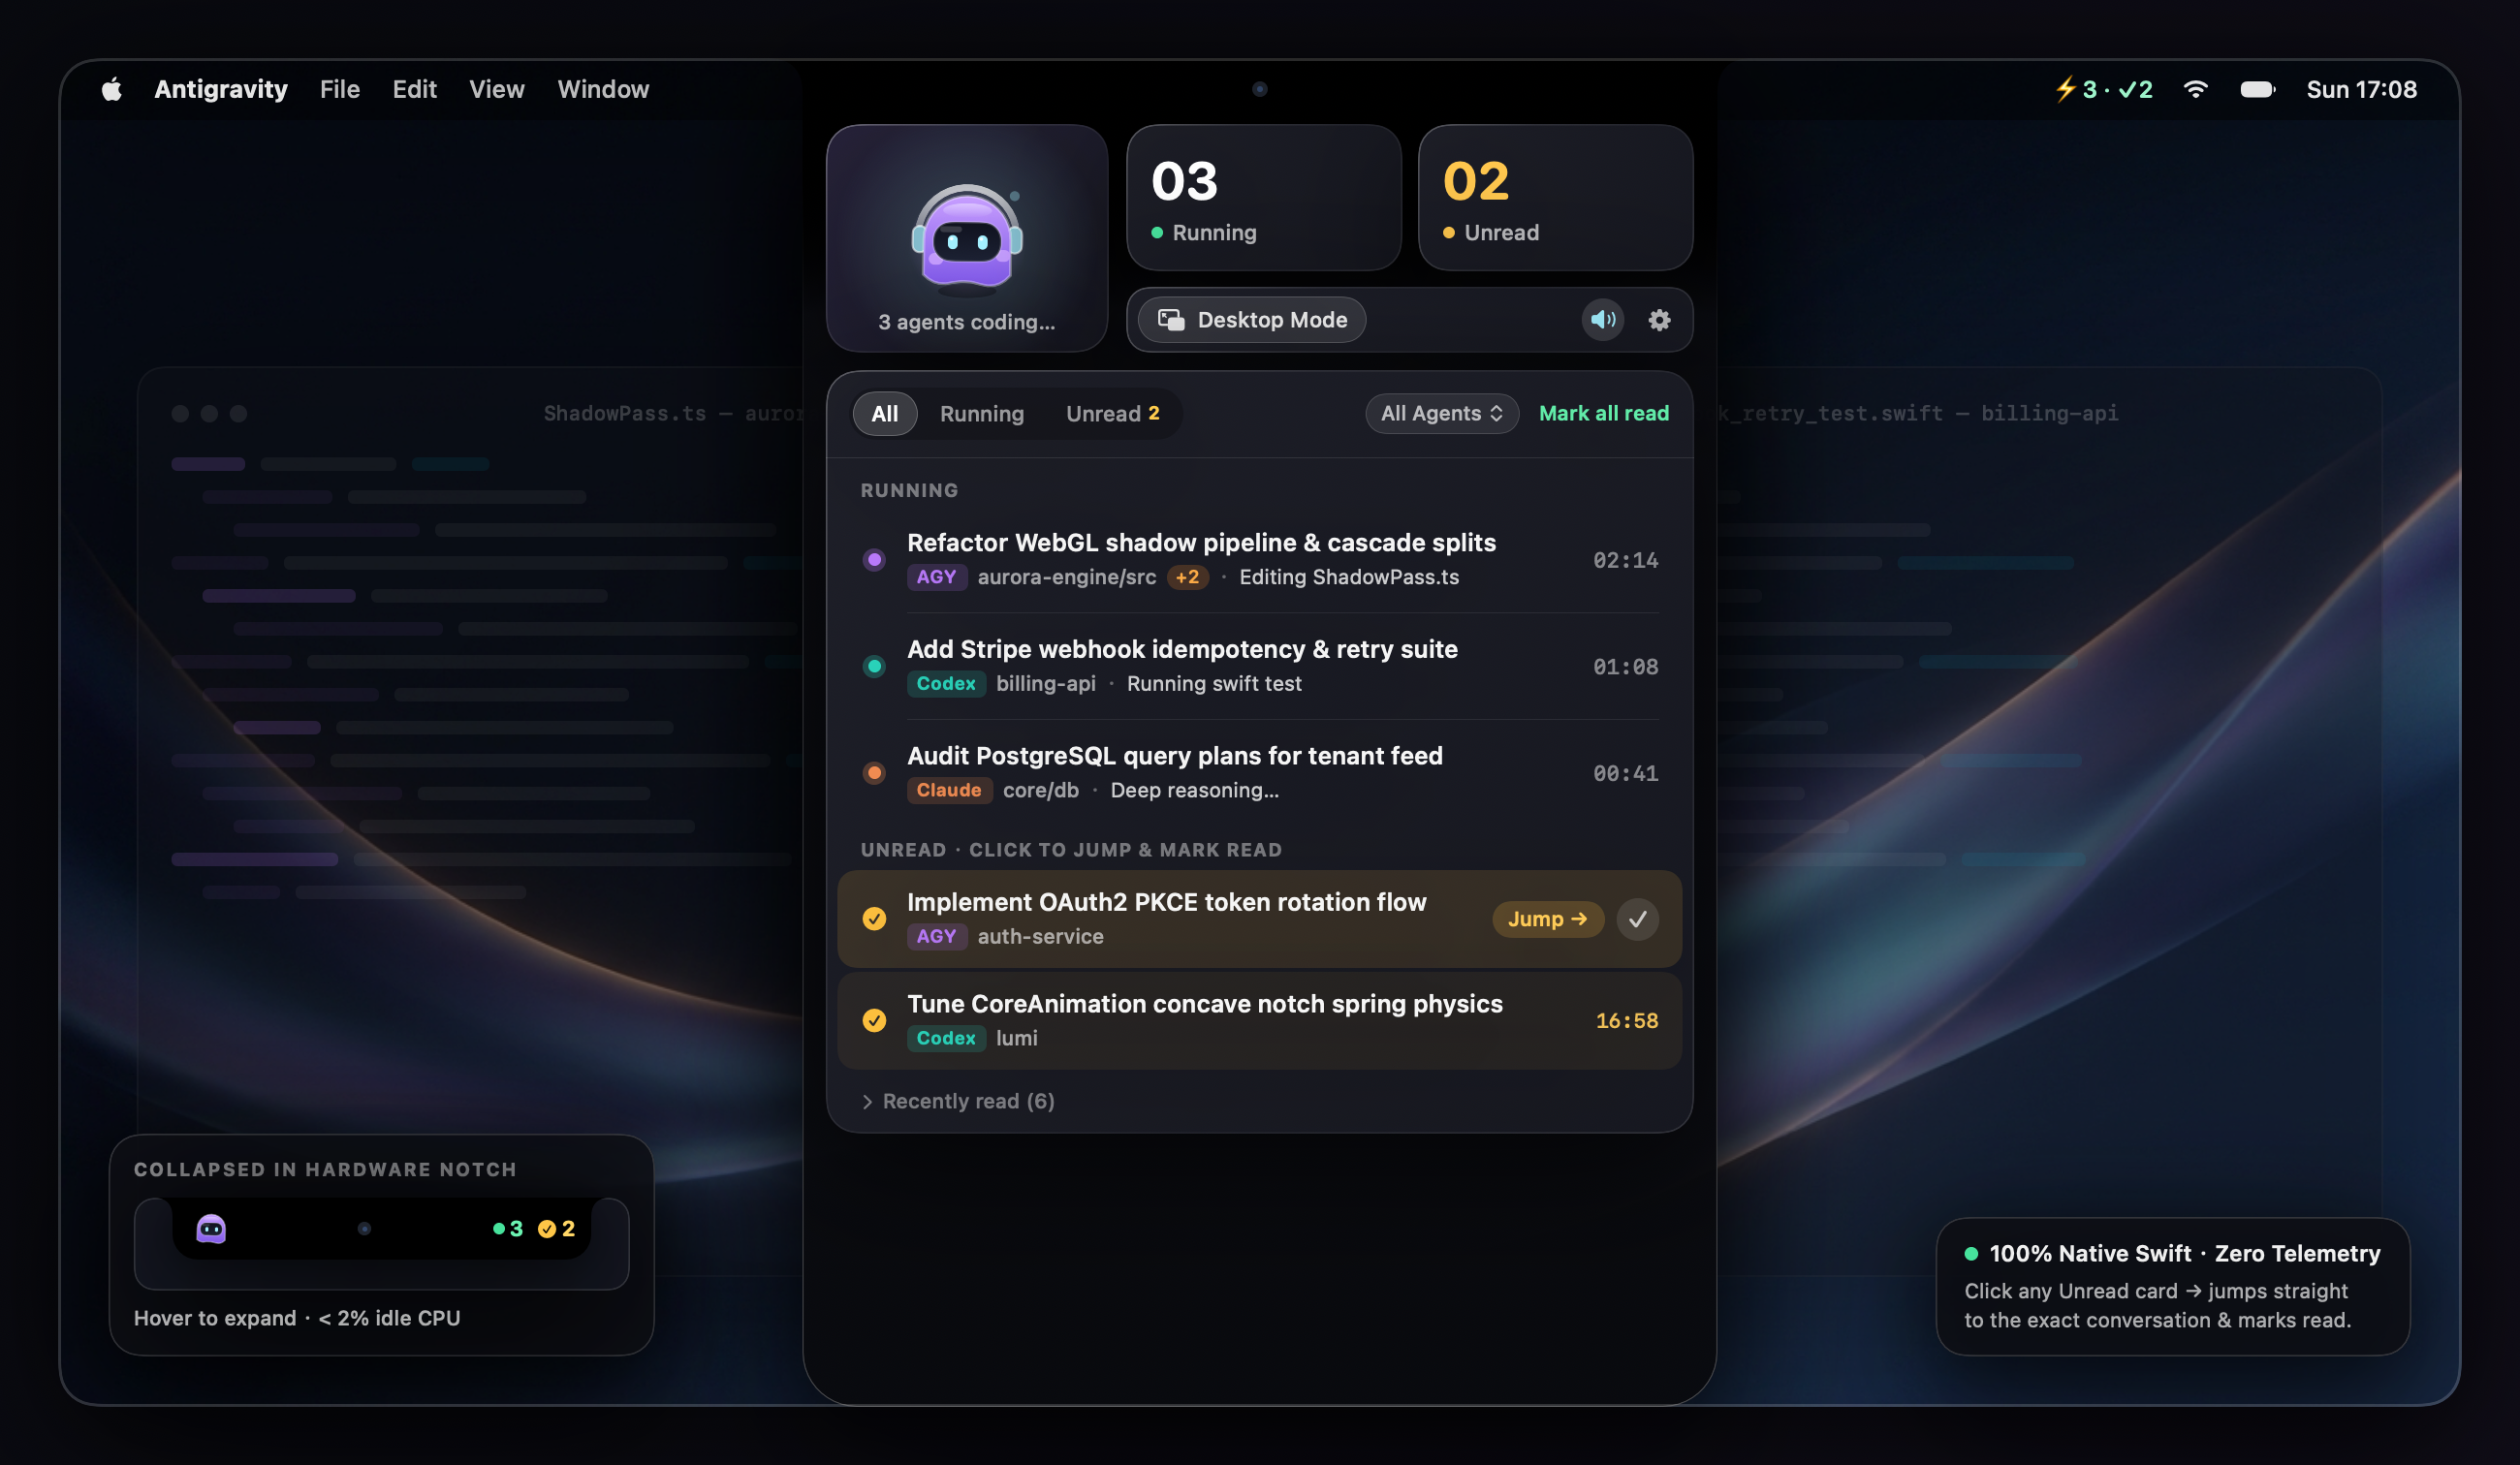 Antigravity File Edit View Window
⚡3 · ✓2 Sun 17:08
03
Running
02
Unread
3 agents coding...
Desktop Mode
ShadowPass.ts — auror
k_retry_test.swift — billing-api
All Running Unread 2 All Agents Mark all read
RUNNING
Refactor WebGL shadow pipeline & cascade splits
AGY aurora-engine/src +2 · Editing ShadowPass.ts
02:14
Add Stripe webhook idempotency & retry suite
Codex billing-api · Running swift test
01:08
Audit PostgreSQL query plans for tenant feed
Claude core/db · Deep reasoning...
00:41
UNREAD · CLICK TO JUMP & MARK READ
Implement OAuth2 PKCE token rotation flow
AGY auth-service
Jump →
Tune CoreAnimation concave notch spring physics
Codex lumi
16:58
Recently read (6)
COLLAPSED IN HARDWARE NOTCH
3 2
Hover to expand · < 2% idle CPU
100% Native Swift · Zero Telemetry
Click any Unread card → jumps straight
to the exact conversation & marks read.